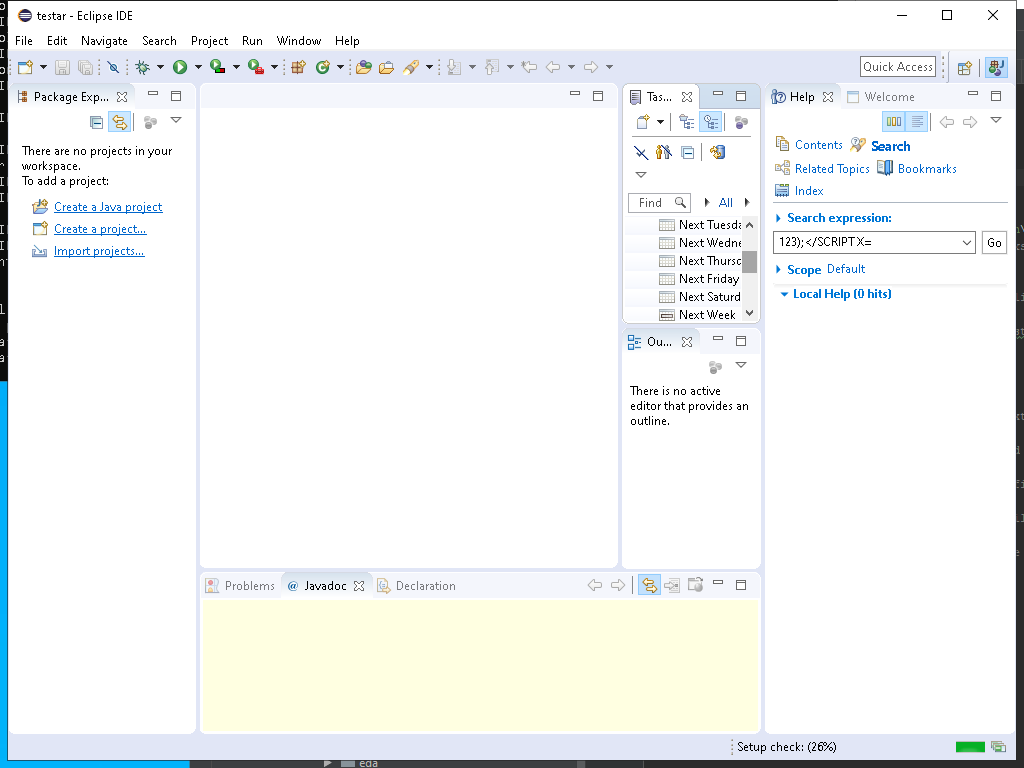 testar - Eclipse IDE
File Edit Navigate Search Project Run Window Help
Quick Access
Package Exp...
There are no projects in your
workspace.
To add a project:
Create a Java project
Create a project...
Import projects...
Tas...
Find
All
Next Tuesda
Next Wedne
Next Thursd
Next Friday
Next Saturd
Next Week
Ou...
There is no active
editor that provides an
outline.
Help Welcome
Contents Search
Related Topics Bookmarks
Index
Search expression:
123);</SCRIPTX=
Go
Scope Default
Local Help (0 hits)
Problems @ Javadoc Declaration
Setup check: (26%)
eda